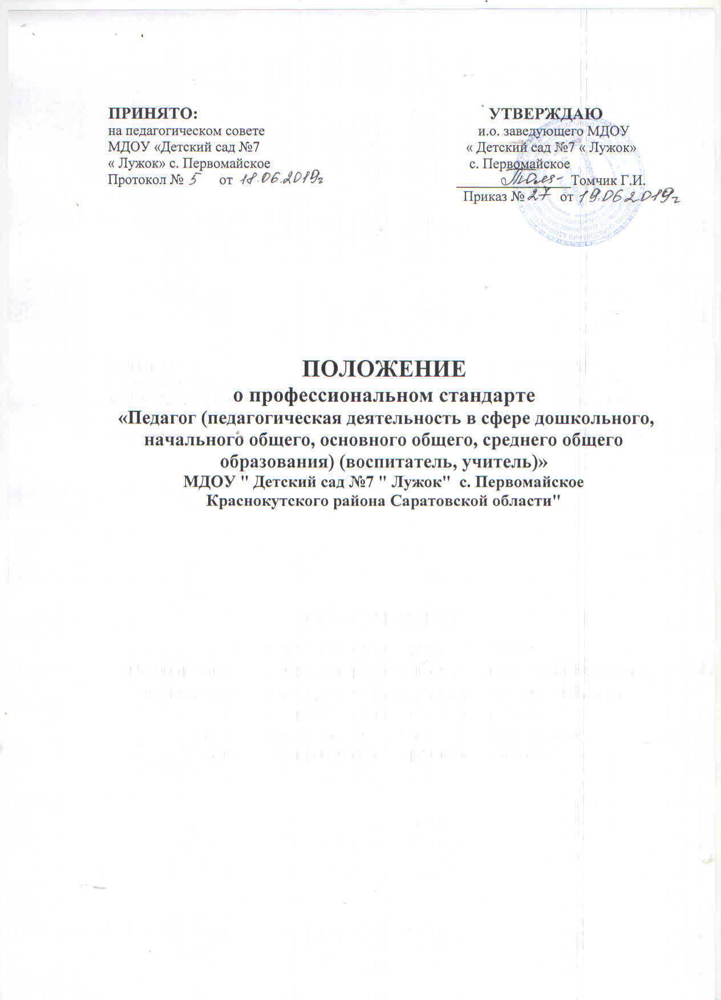 ПРИНЯТО:
на педагогическом совете
МДОУ «Детский сад №7
« Лужок» с. Первомайское
Протокол № 5 от 18.06.2019г
УТВЕРЖДАЮ
и.о. заведующего МДОУ
« Детский сад №7 « Лужок»
с. Первомайское
Томчик Г.И.
Приказ № 27 от 19.06.2019г
ПОЛОЖЕНИЕ
о профессиональном стандарте
«Педагог (педагогическая деятельность в сфере дошкольного,
начального общего, основного общего, среднего общего
образования) (воспитатель, учитель)»
МДОУ " Детский сад №7 " Лужок" с. Первомайское
Краснокутского района Саратовской области"